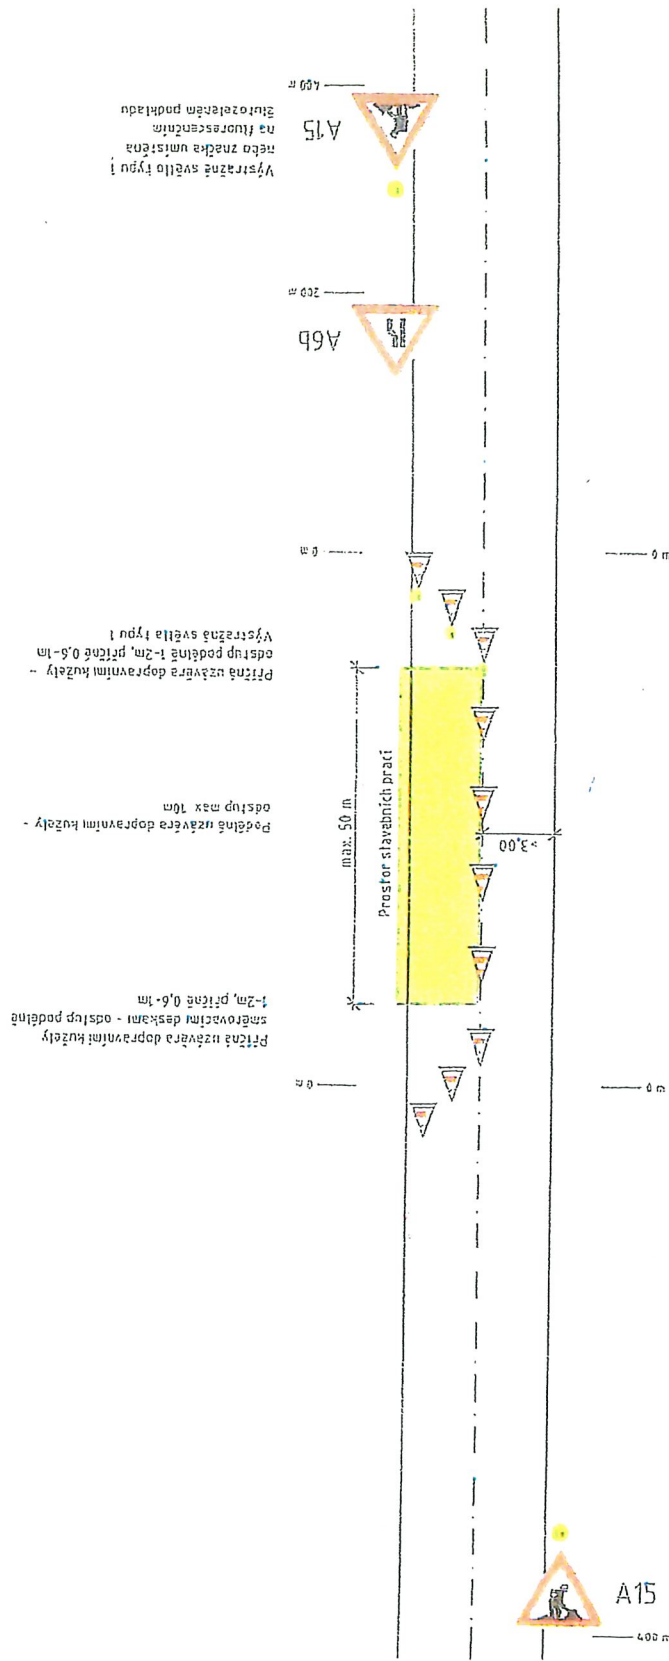 400 m
A15
Výstražné světlo typu 1
nebo značka umístěna
na fluorescenčním
žlutozeleném podkladu
200 m
A6b
0 m
0 m
Příčná uzávěra dopravními kužely -
odstup podélně 1-2m, příčně 0,6-1m
Výstražná světla typu 1
max. 50 m
Prostor stavebních prací
Podélná uzávěra dopravními kužely -
odstup max 10m
>3,00
Příčná uzávěra dopravními kužely
směrovacími deskami - odstup podélně
1-2m, příčně 0,6-1m
0 m
0 m
A15
400 m